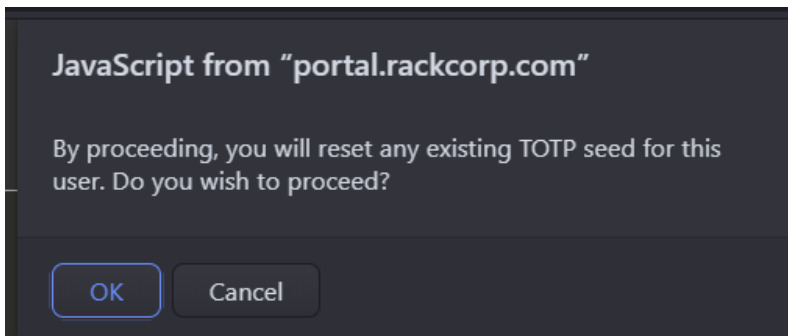 JavaScript from “portal.rackcorp.com”
By proceeding, you will reset any existing TOTP seed for this
user. Do you wish to proceed?
OK Cancel